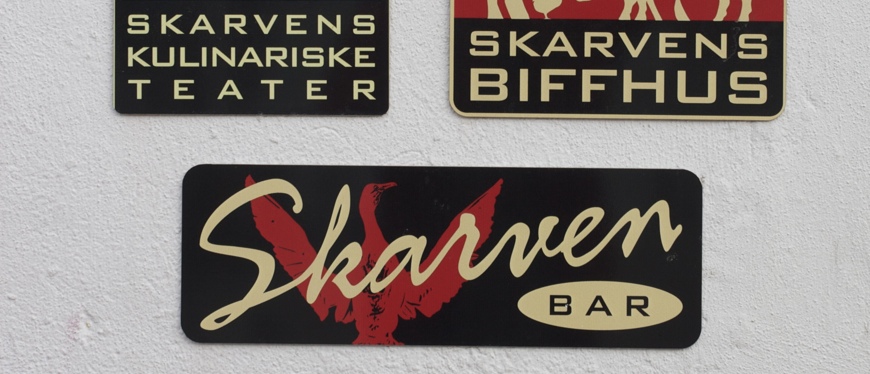 SKARVENS
KULINARISKE
TEATER
SKARVENS
BIFFHUS
Skarven
BAR